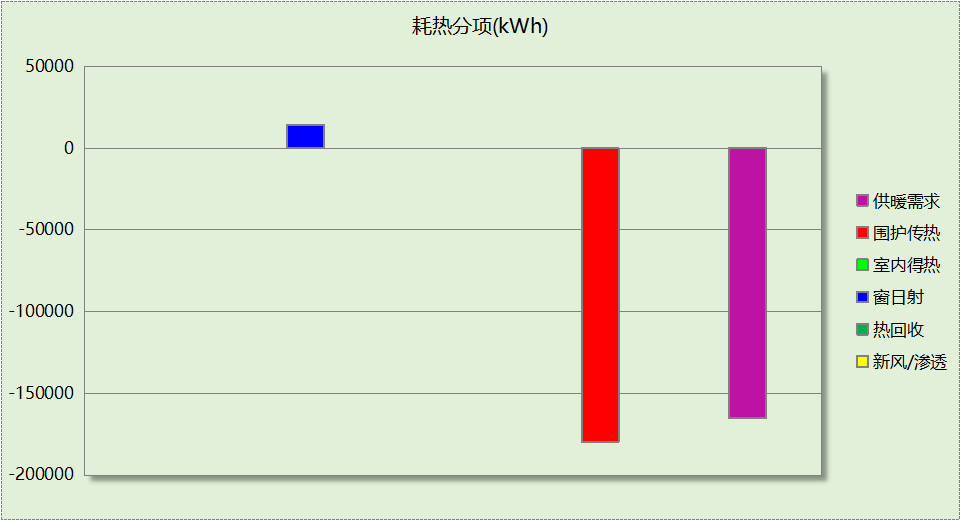 耗热分项(kWh)
50000
0
-50000
-100000
-150000
-200000
供暖需求
围护传热
室内得热
窗日射
热回收
新风/渗透